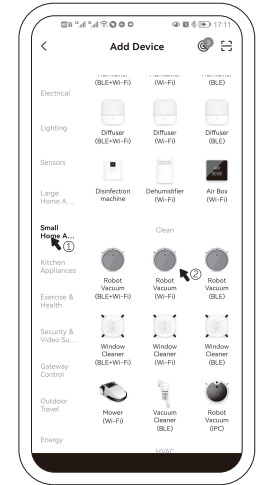 17:11
Add Device
(BLE+Wi-Fi)
(Wi-Fi)
(BLE)
Electrical
Lighting
Sensors
Large
Home A...
Small
Home A...
①
Kitchen
Appliances
Exercise &
Health
Security &
Video Su...
Gateway
Control
Outdoor
Travel
Energy
Diffuser
(BLE+Wi-Fi)
Diffuser
(Wi-Fi)
Diffuser
(BLE)
Disinfection
machine
Dehumidifier
(Wi-Fi)
Air Box
(Wi-Fi)
Clean
②
Robot
Vacuum
(BLE+Wi-Fi)
Robot
Vacuum
(Wi-Fi)
Robot
Vacuum
(BLE)
Window
Cleaner
(BLE+Wi-Fi)
Window
Cleaner
(Wi-Fi)
Window
Cleaner
(BLE)
Mower
(Wi-Fi)
Vacuum
Cleaner
(BLE)
Robot
Vacuum
(IPC)
HVAC